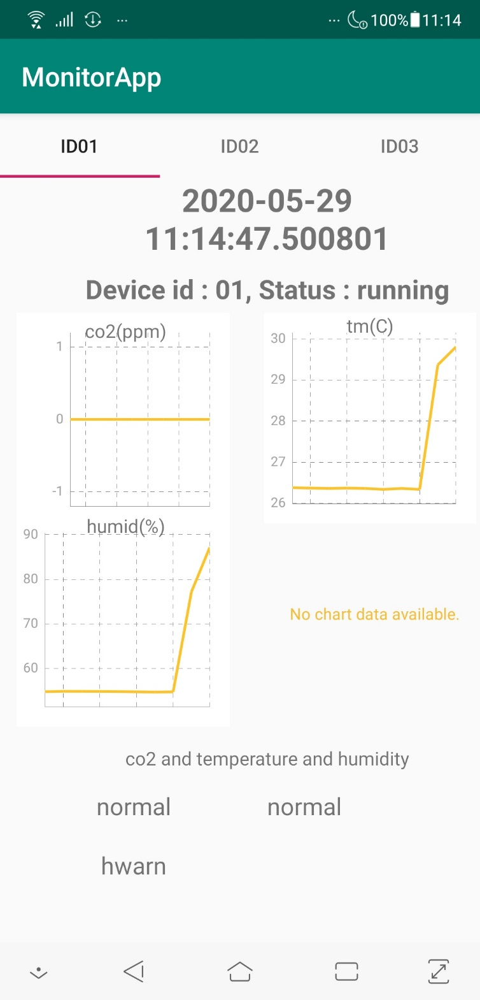 ... ... 100% 11:14
MonitorApp
ID01 ID02 ID03
2020-05-29
11:14:47.500801
Device id : 01, Status : running
co2(ppm)
1
0
-1
tm(C)
30
29
28
27
26
humid(%)
90
80
70
60
No chart data available.
co2 and temperature and humidity
normal normal
hwarn